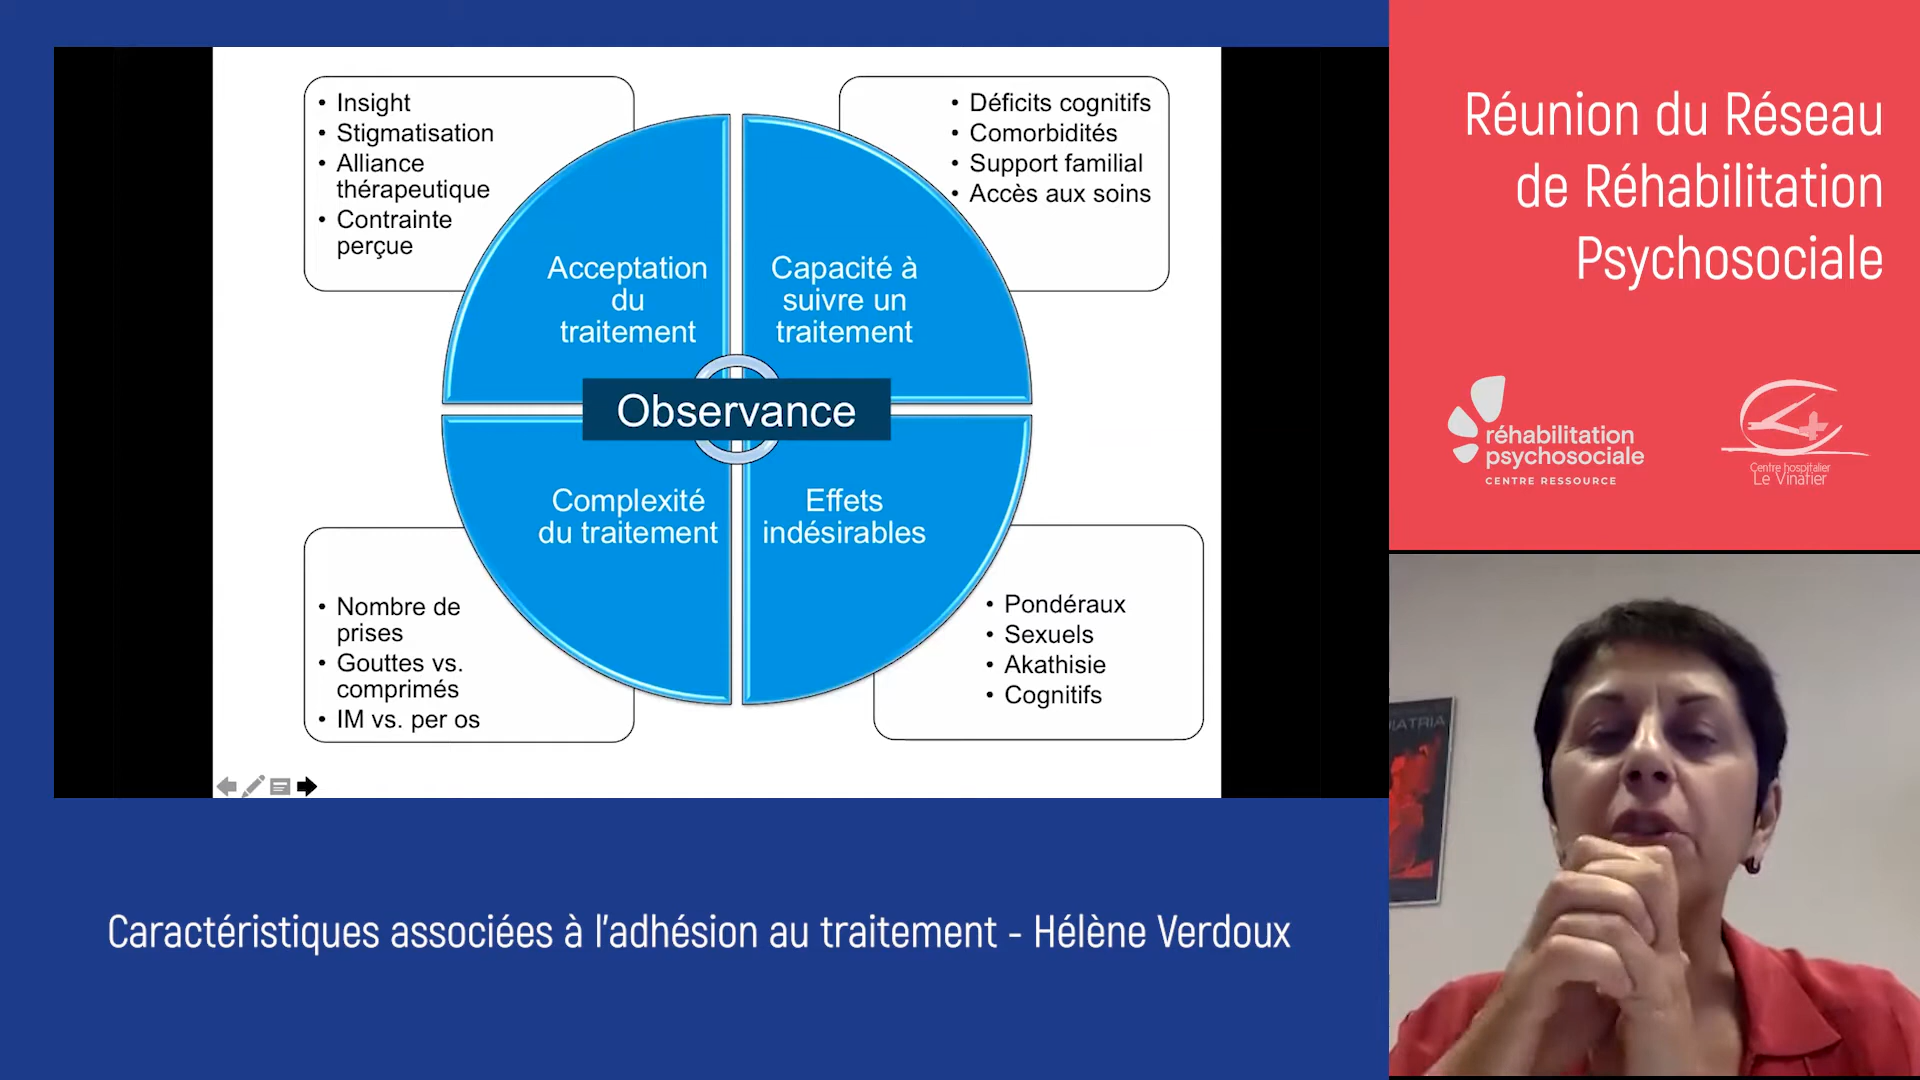 • Insight
• Stigmatisation
• Alliance
thérapeutique
• Contrainte
perçue
• Déficits cognitifs
• Comorbidités
• Support familial
• Accès aux soins
Acceptation
du
traitement
Capacité à
suivre un
traitement
Observance
Complexité
du traitement
Effets
indésirables
• Nombre de
prises
• Gouttes vs.
comprimés
• IM vs. per os
• Pondéraux
• Sexuels
• Akathisie
• Cognitifs
Caractéristiques associées à l'adhésion au traitement - Hélène Verdoux
Réunion du Réseau
de Réhabilitation
Psychosociale
réhabilitation
psychosociale
CENTRE RESSOURCE
Centre hospitalier
Le Vinatier
IATRIA